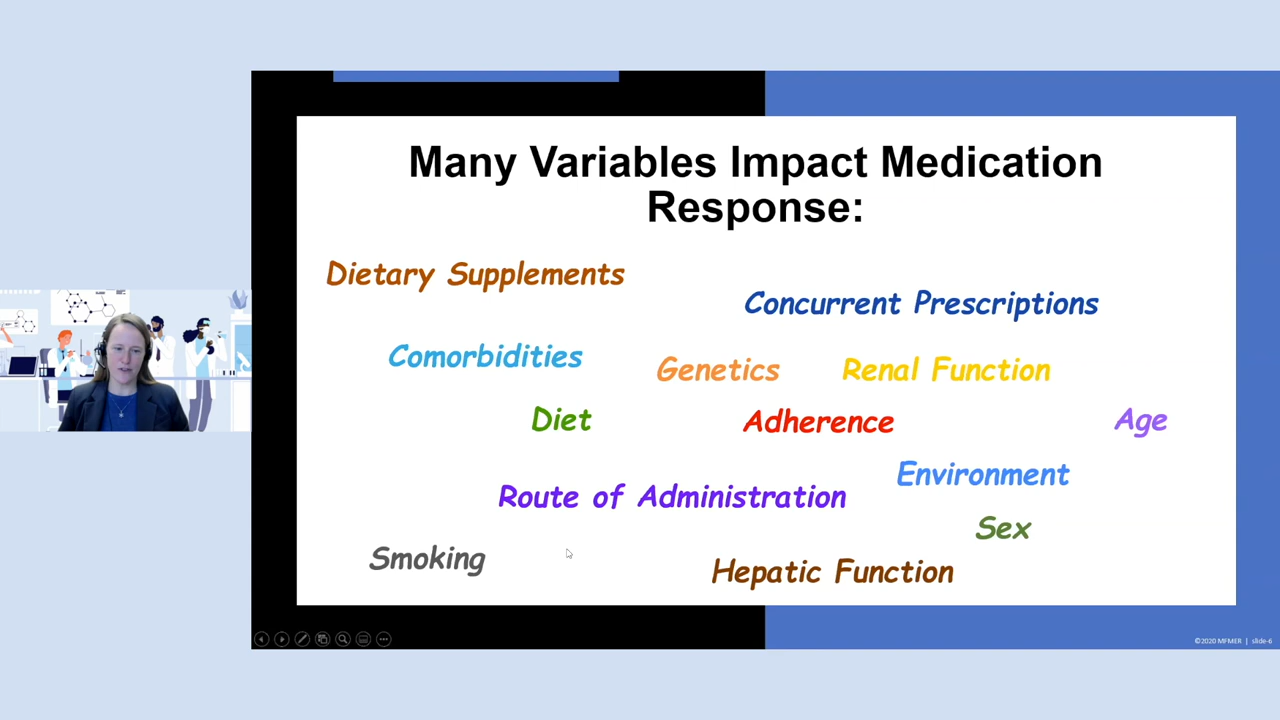 Many Variables Impact Medication
Response:
Dietary Supplements
Concurrent Prescriptions
Comorbidities
Genetics
Renal Function
Diet
Adherence
Age
Environment
Route of Administration
Sex
Smoking
Hepatic Function
©2020 MFMER | slide-6